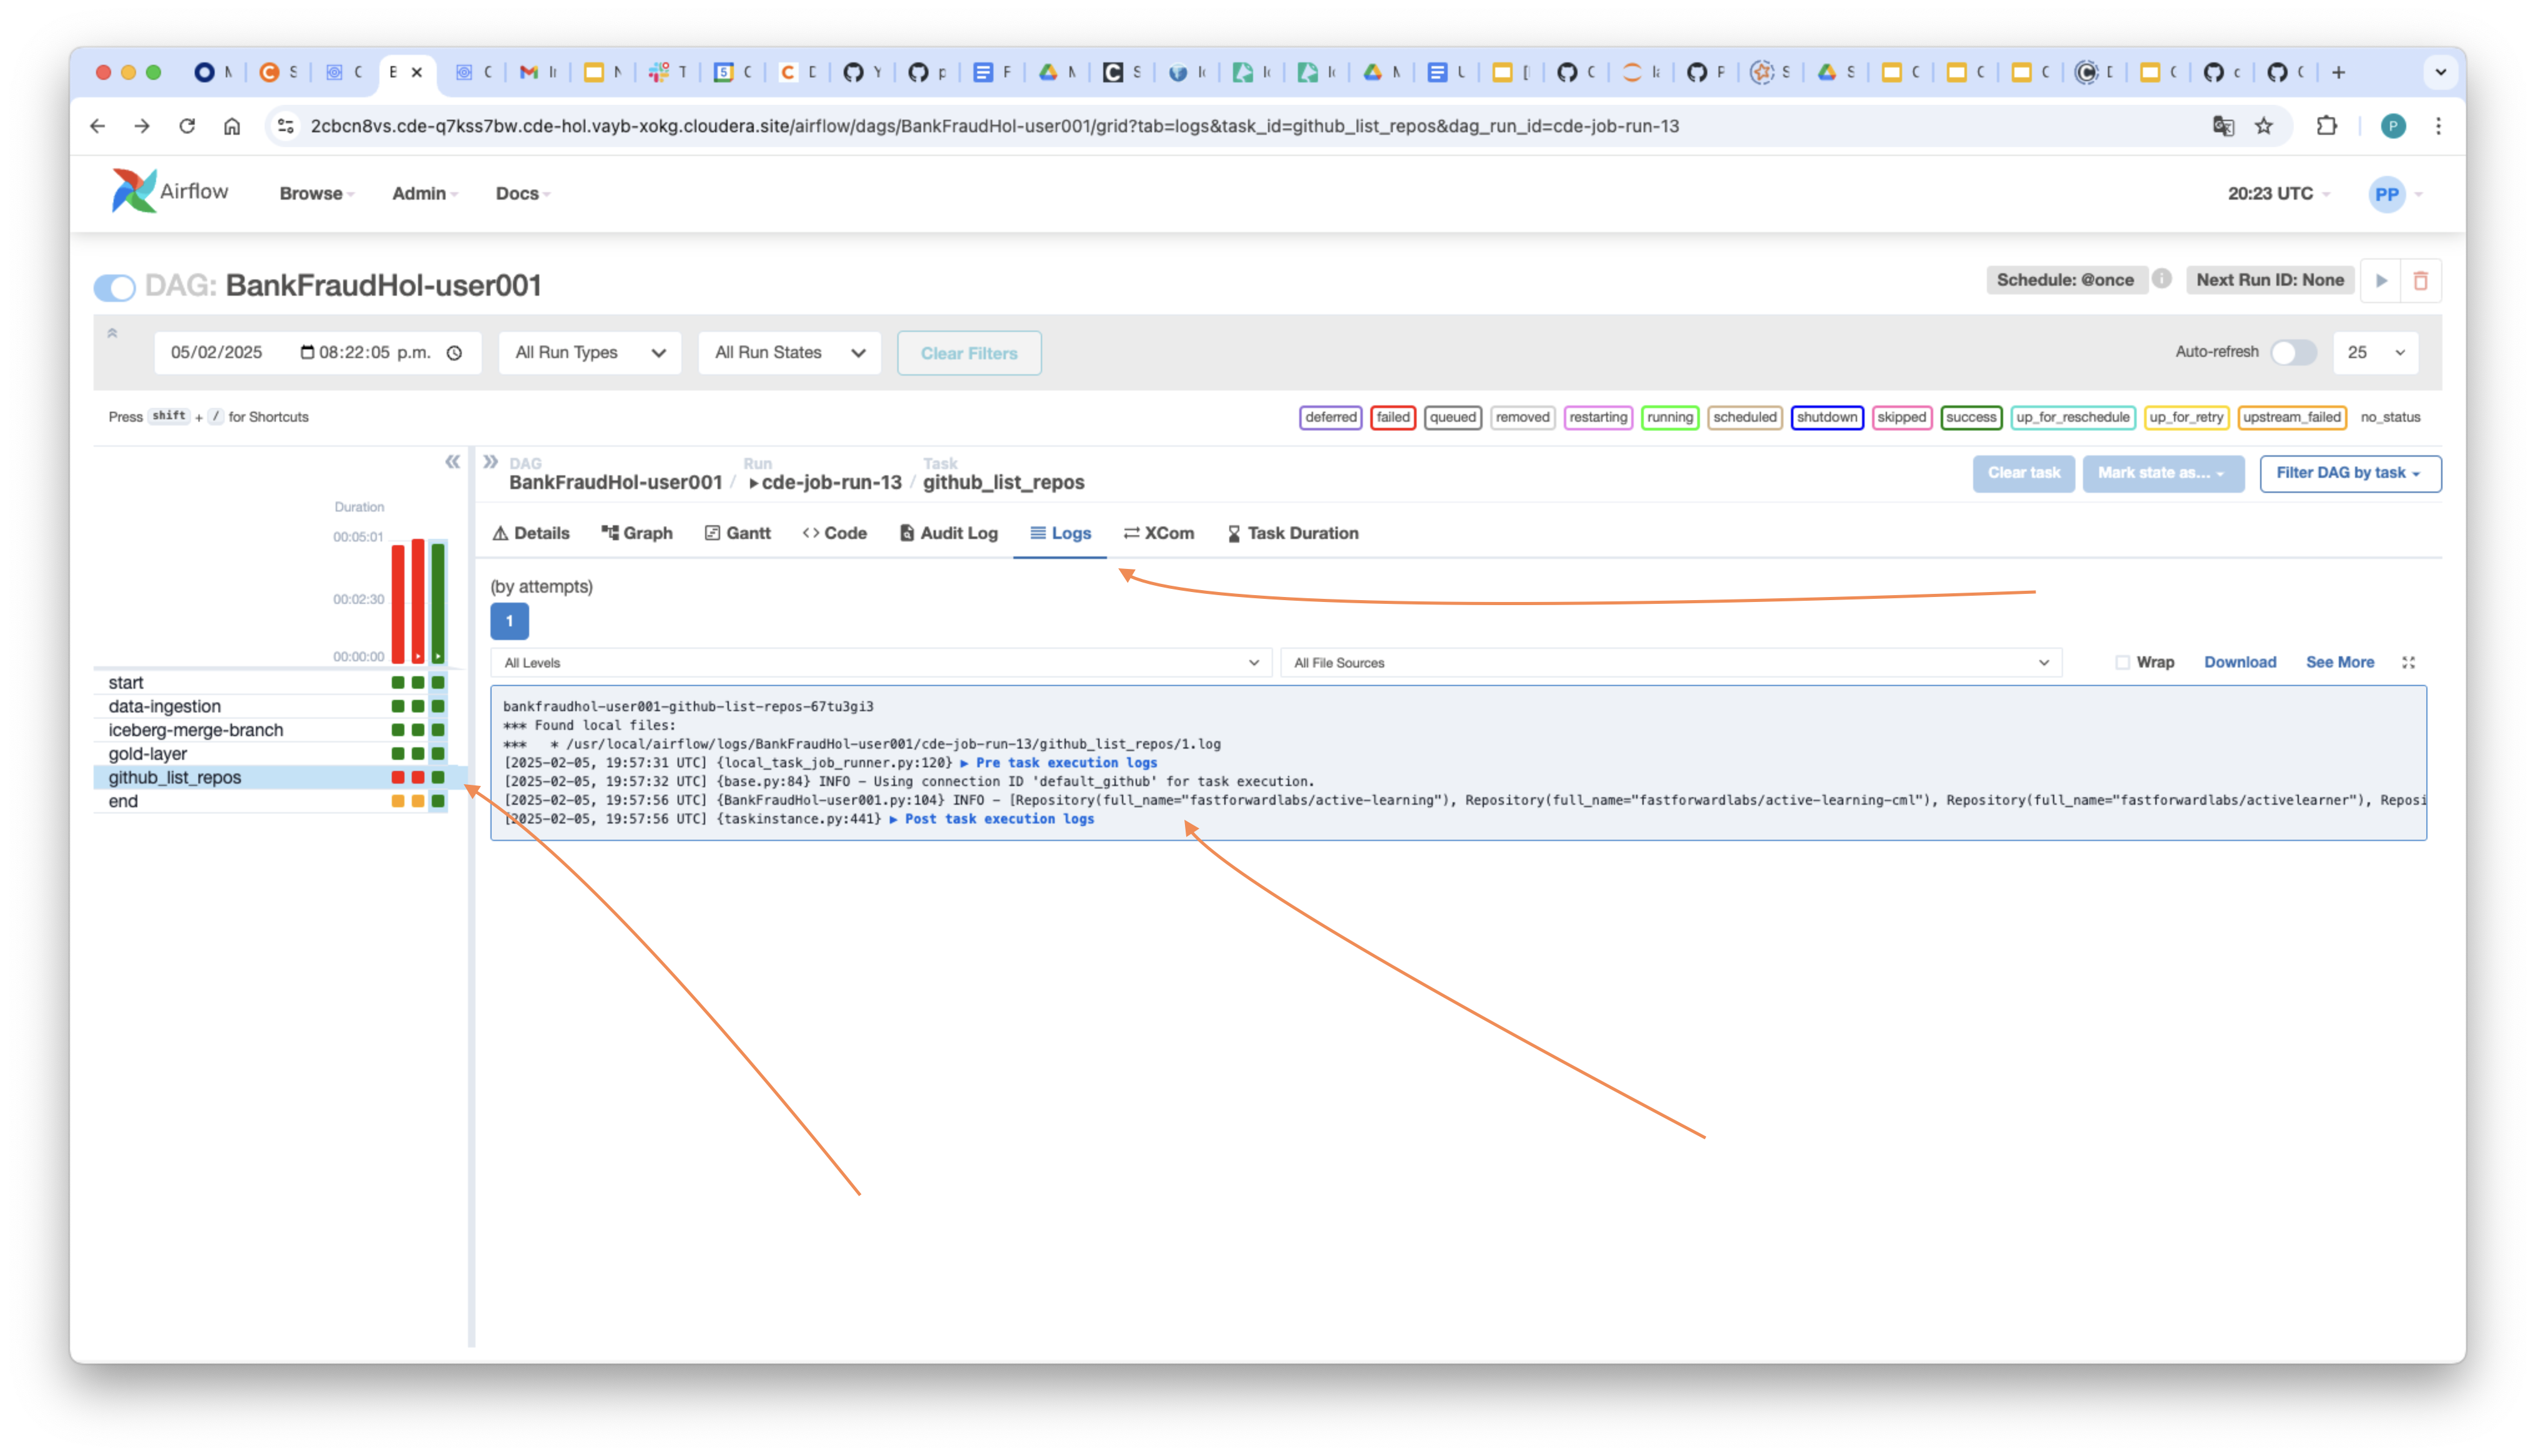 2cbcn8vs.cde-q7kss7bw.cde-hol.vayb-xokg.cloudera.site/airflow/dags/BankFraudHol-user001/grid?tab=logs&task_id=github_list_repos&dag_run_id=cde-job-run-13
P
Airflow Browse Admin Docs 20:23 UTC PP
DAG: BankFraudHol-user001 Schedule: @once Next Run ID: None
05/02/2025 08:22:05 p.m. All Run Types All Run States Clear Filters Auto-refresh 25
Press shift + / for Shortcuts deferred failed queued removed restarting running scheduled shutdown skipped success up_for_reschedule up_for_retry upstream_failed no_status
DAG Run Task
BankFraudHol-user001 / cde-job-run-13 / github_list_repos Clear task Mark state as... Filter DAG by task
Duration
00:05:01
00:02:30
00:00:00
start
data-ingestion
iceberg-merge-branch
gold-layer
github_list_repos
end
Details Graph Gantt <> Code Audit Log Logs XCom Task Duration
(by attempts)
1
All Levels All File Sources Wrap Download See More
bankfraudhol-user001-github-list-repos-67tu3gi3
*** Found local files:
***   * /usr/local/airflow/logs/BankFraudHol-user001/cde-job-run-13/github_list_repos/1.log
[2025-02-05, 19:57:31 UTC] {local_task_job_runner.py:120} ▶ Pre task execution logs
[2025-02-05, 19:57:32 UTC] {base.py:84} INFO - Using connection ID 'default_github' for task execution.
[2025-02-05, 19:57:56 UTC] {BankFraudHol-user001.py:104} INFO - [Repository(full_name="fastforwardlabs/active-learning"), Repository(full_name="fastforwardlabs/active-learning-cml"), Repository(full_name="fastforwardlabs/activelearner"), Reposi
[2025-02-05, 19:57:56 UTC] {taskinstance.py:441} ▶ Post task execution logs